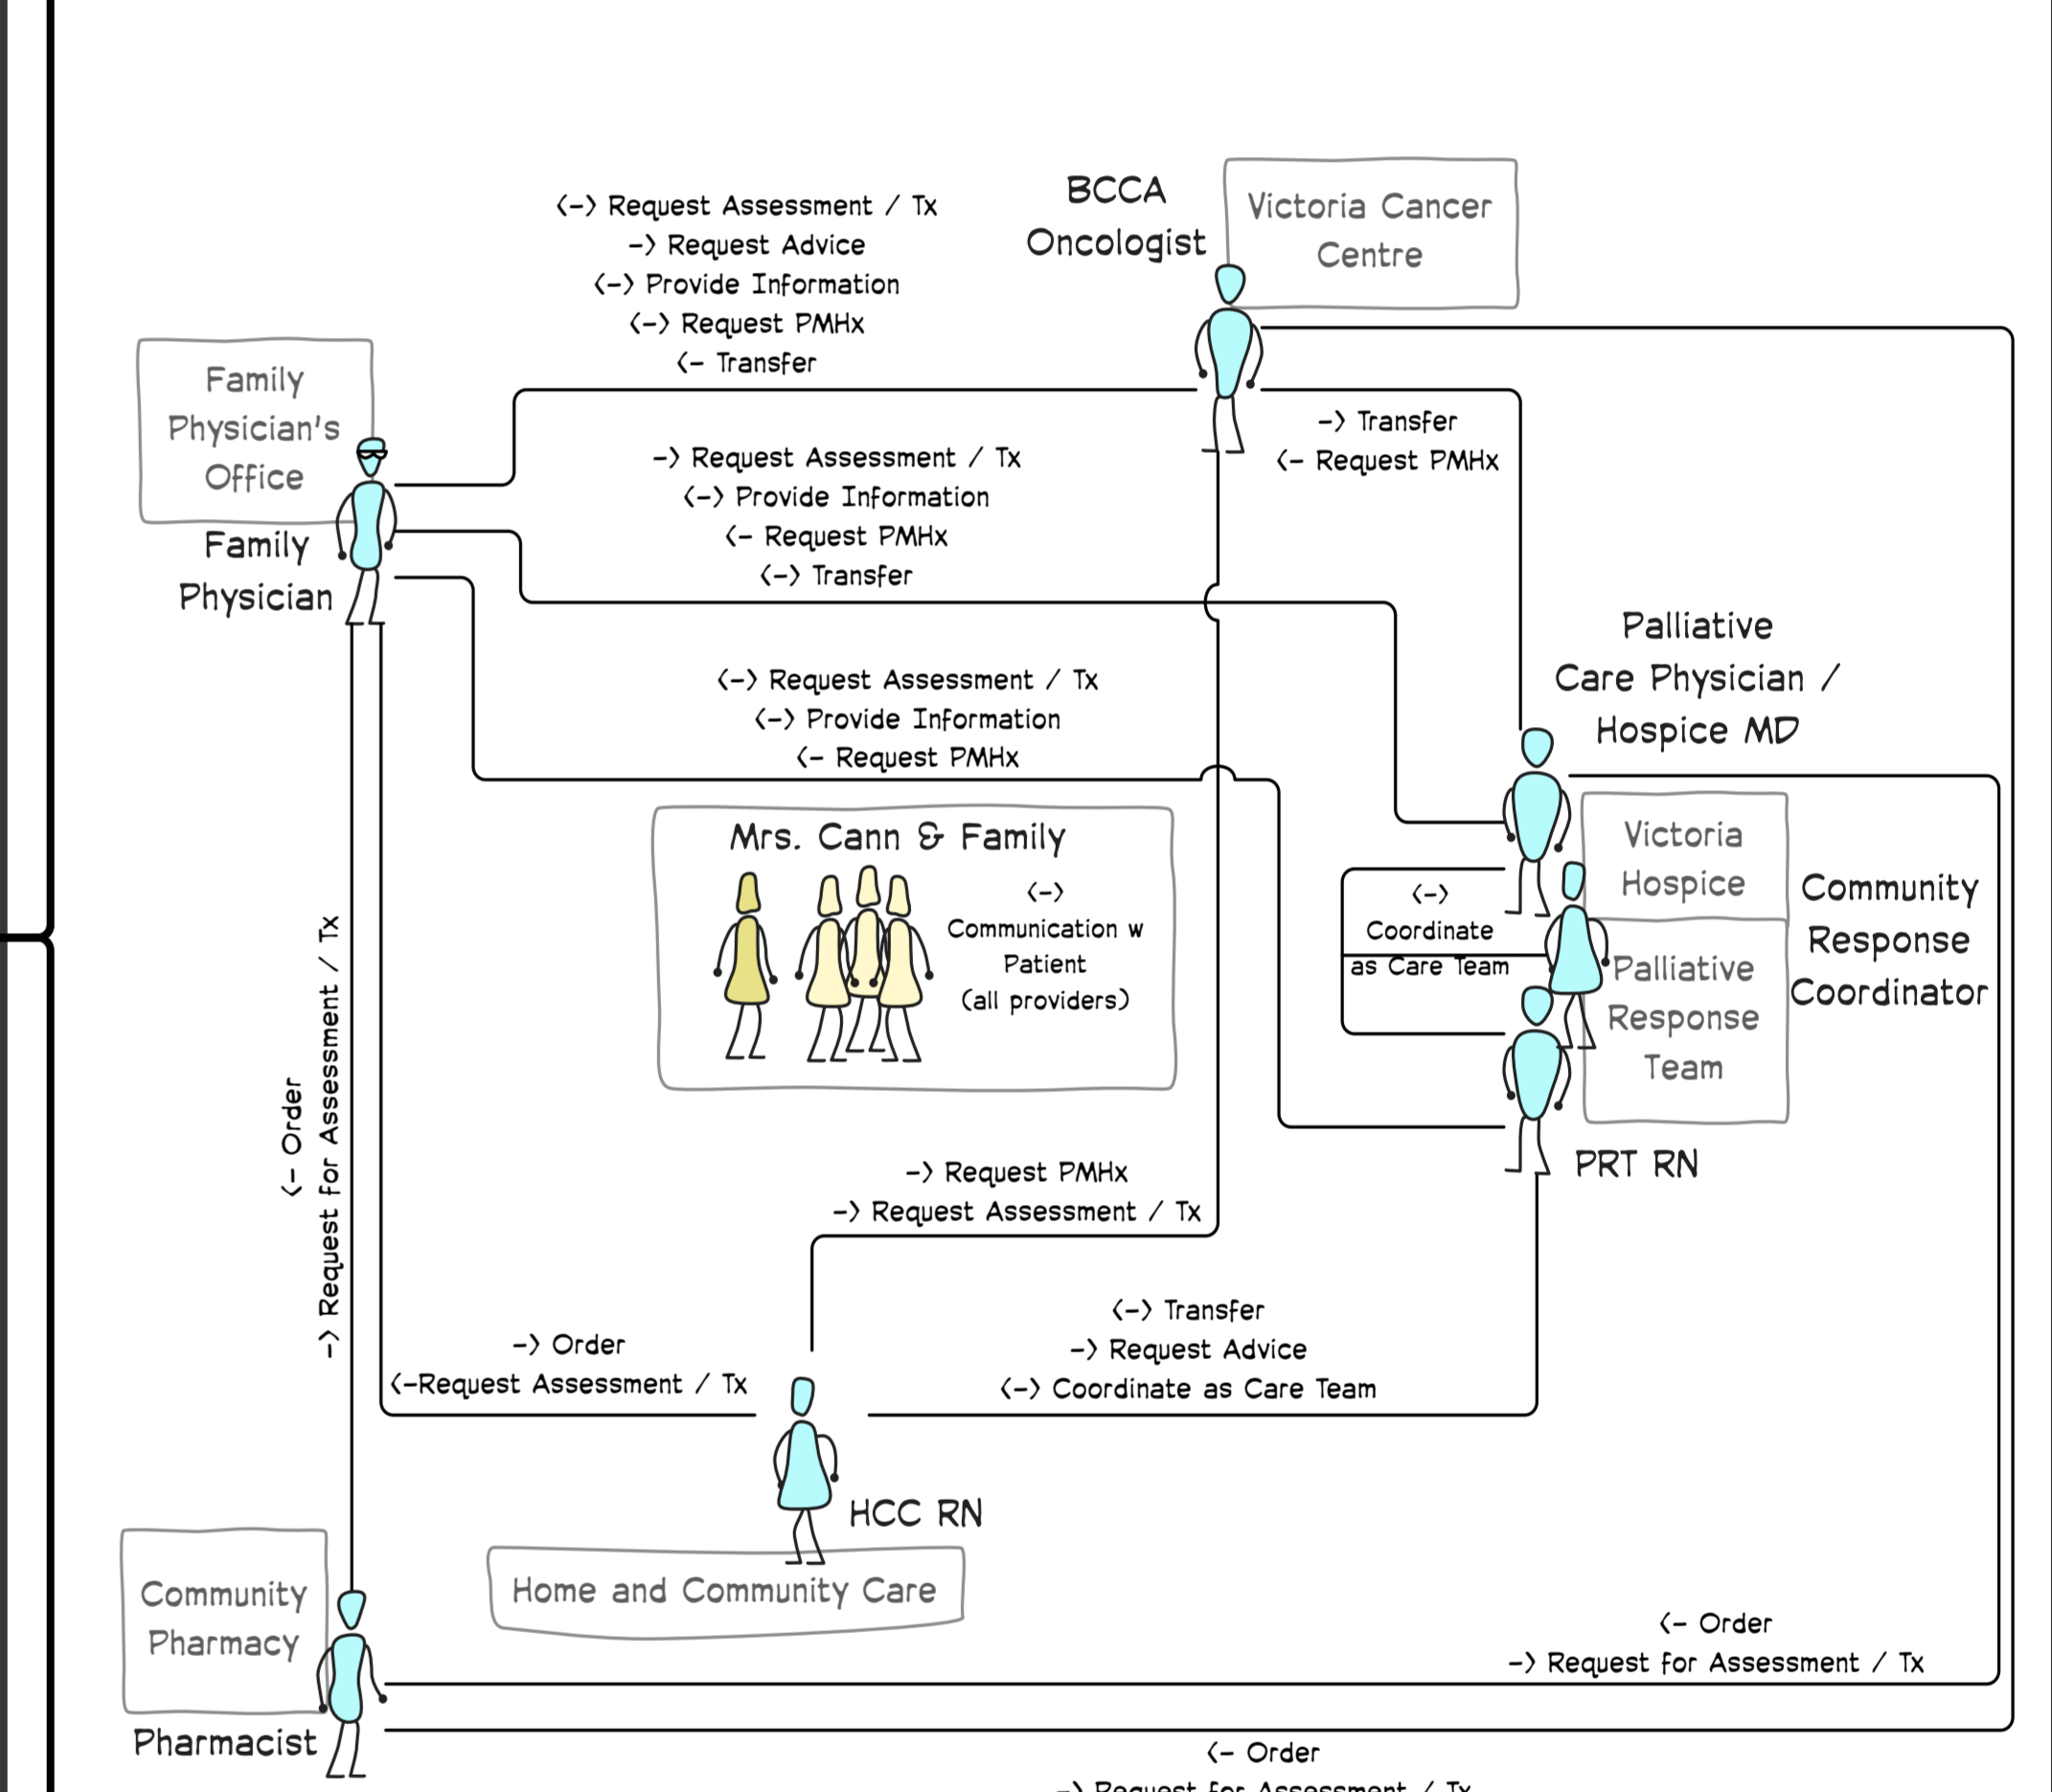 BCCA
Oncologist
Victoria Cancer
Centre
<-> Request Assessment / Tx
-> Request Advice
<-> Provide Information
<-> Request PMHx
<- Transfer
Family
Physician's
Office
Family
Physician
-> Transfer
<- Request PMHx
-> Request Assessment / Tx
<-> Provide Information
<- Request PMHx
<-> Transfer
Palliative
Care Physician /
Hospice MD
<-> Request Assessment / Tx
<-> Provide Information
<- Request PMHx
Mrs. Cann & Family
<->
Communication w
Patient
(all providers)
Victoria
Hospice
<->
Coordinate
as Care Team
Community
Response
Coordinator
Palliative
Response
Team
PRT RN
<- Order
-> Request for Assessment / Tx
-> Request PMHx
-> Request Assessment / Tx
-> Order
<-Request Assessment / Tx
<-> Transfer
-> Request Advice
<-> Coordinate as Care Team
HCC RN
Home and Community Care
Community
Pharmacy
Pharmacist
<- Order
-> Request for Assessment / Tx
<- Order
-> Request for Assessment / Tx